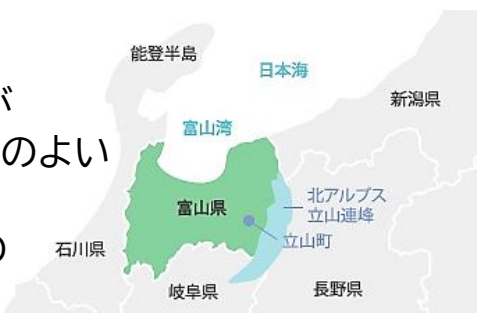 が
のよい
の
能登半島
日本海
新潟県
富山湾
富山県
北アルプス
立山連峰
立山町
石川県
岐阜県
長野県